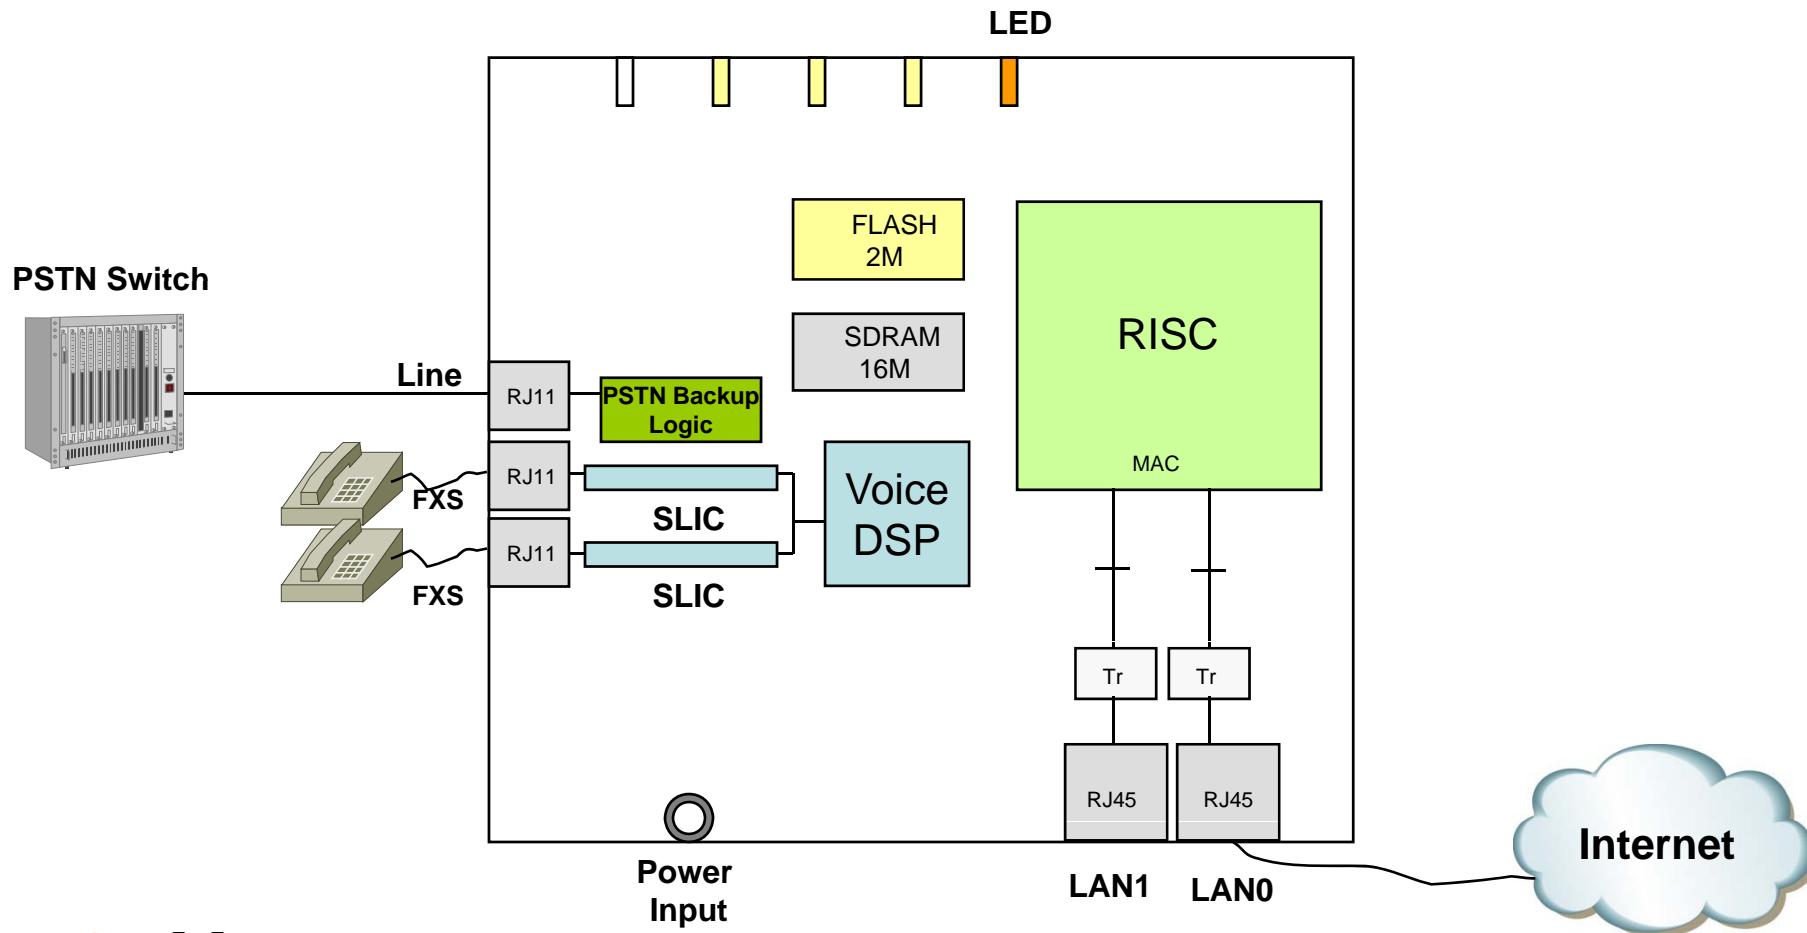 LED
FLASH
2M
PSTN Switch
SDRAM
16M
RISC
Line
RJ11
PSTN Backup
Logic
MAC
RJ11
FXS
SLIC
Voice
DSP
RJ11
FXS
SLIC
Tr
Tr
RJ45
RJ45
Internet
Power
Input
LAN1
LAN0